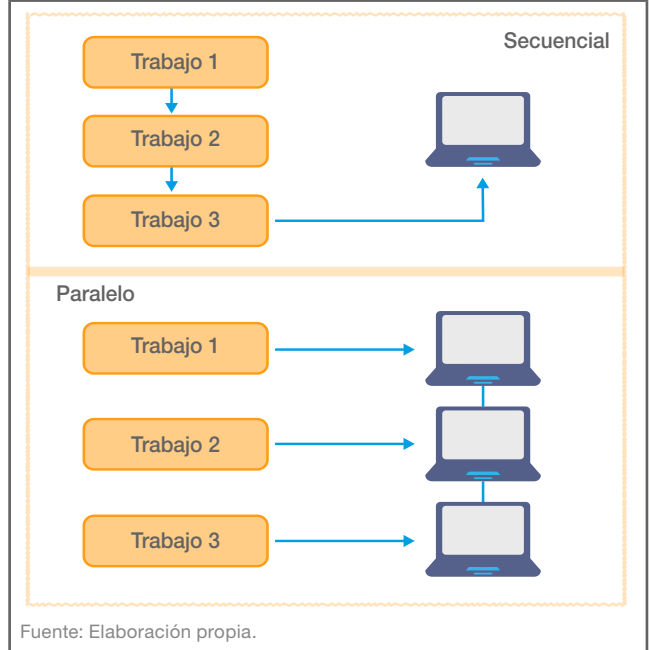 Secuencial
Trabajo 1
Trabajo 2
Trabajo 3
Paralelo
Trabajo 1
Trabajo 2
Trabajo 3
Fuente: Elaboración propia.